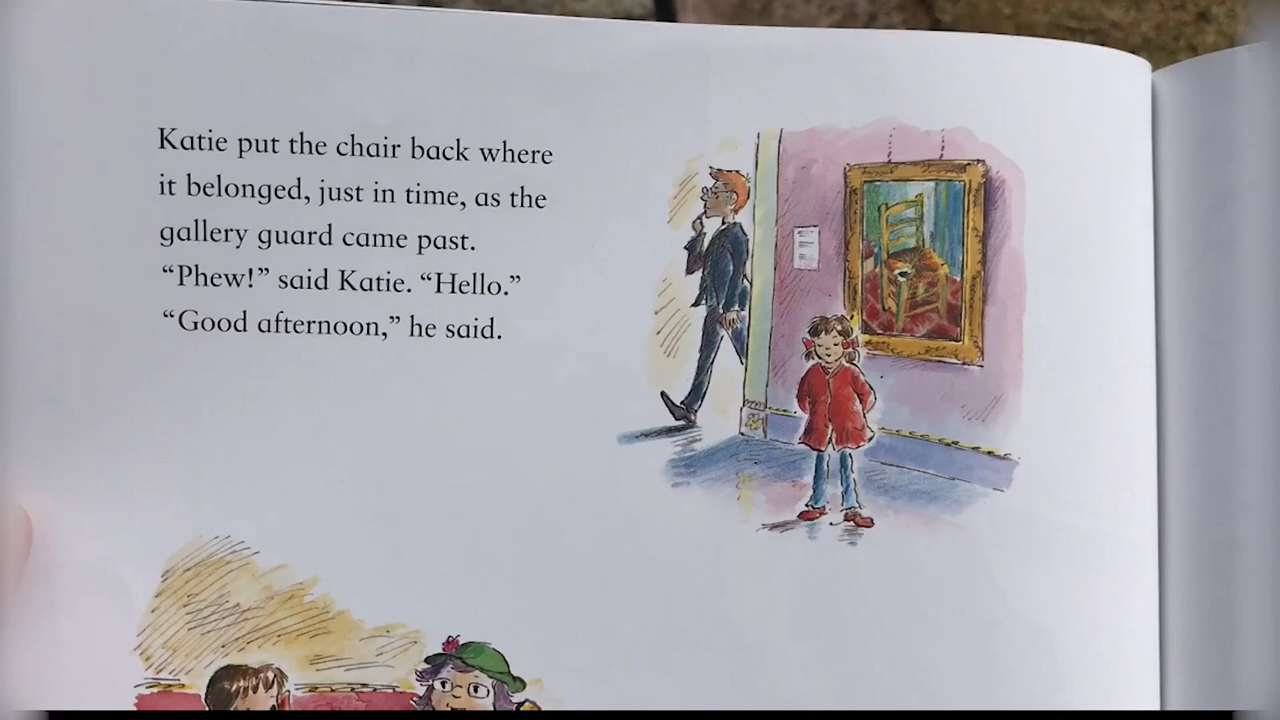 Katie put the chair back where
it belonged, just in time, as the
gallery guard came past.
“Phew!” said Katie. “Hello.”
“Good afternoon,” he said.